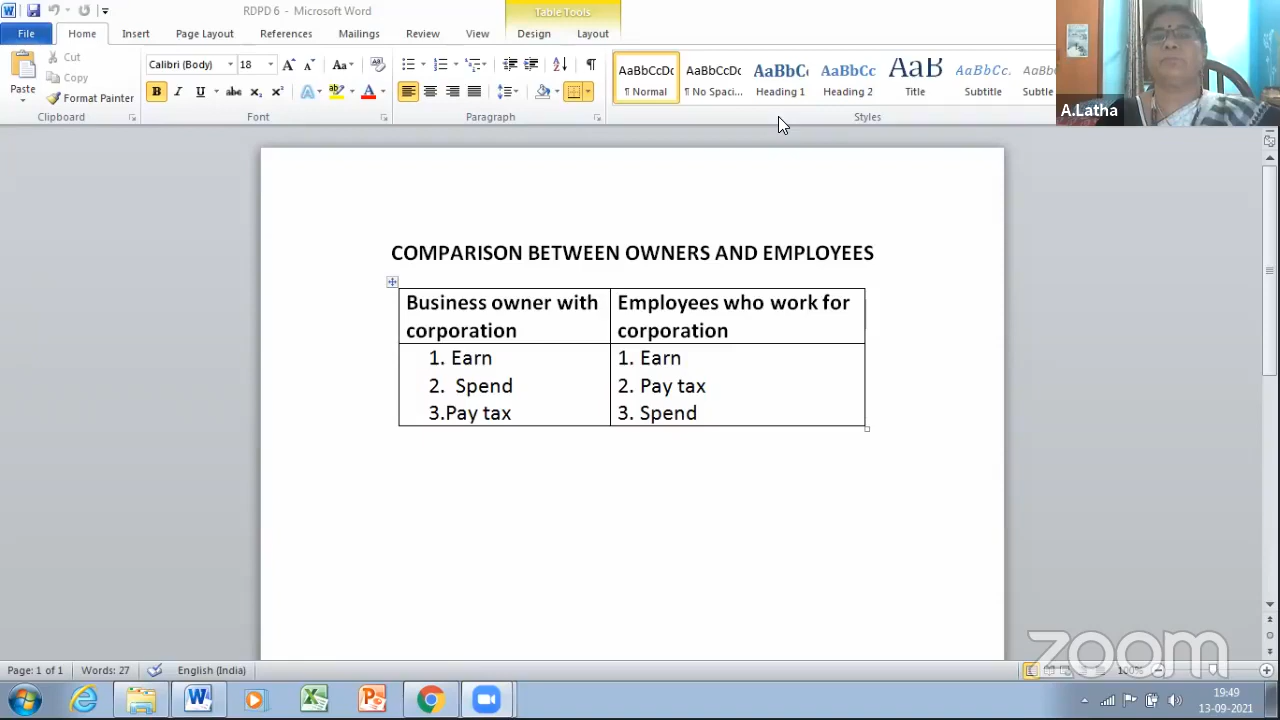 RDPD 6 - Microsoft Word
Table Tools
File Home Insert Page Layout References Mailings Review View Design Layout
Cut
Copy
Format Painter
Paste
Calibri (Body) 18
AaBbCcDc AaBbCcDc AaBbC AaBbCc AaB AaBbCc. AaBbC
¶ Normal ¶ No Spaci... Heading 1 Heading 2 Title Subtitle Subtle
Clipboard Font Paragraph Styles
A.Latha
COMPARISON BETWEEN OWNERS AND EMPLOYEES
Business owner with corporation
Employees who work for corporation
1. Earn
2. Spend
3.Pay tax
1. Earn
2. Pay tax
3. Spend
zoom
Page: 1 of 1 Words: 27 English (India) 100%
19:49
13-09-2021